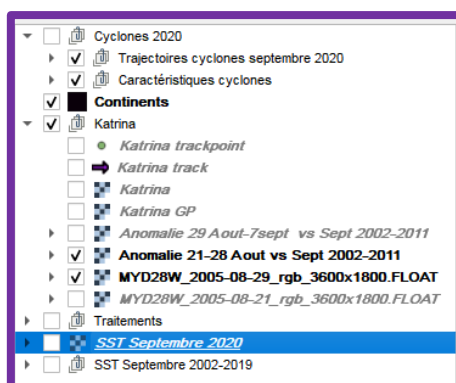 Cyclones 2020
Trajectoires cyclones septembre 2020
Caractéristiques cyclones
Continents
Katrina
Katrina trackpoint
Katrina track
Katrina
Katrina GP
Anomalie 29 Aout-7sept vs Sept 2002-2011
Anomalie 21-28 Aout vs Sept 2002-2011
MYD28W_2005-08-29_rgb_3600x1800.FLOAT
MYD28W_2005-08-21_rgb_3600x1800.FLOAT
Traitements
SST Septembre 2020
SST Septembre 2002-2019